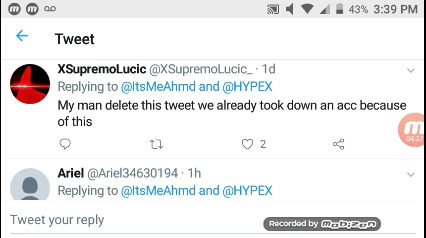 43% 3:39 PM
Tweet
XSupremoLucic @XSupremoLucic_ · 1d
Replying to @ItsMeAhmd and @HYPEX
My man delete this tweet we already took down an acc because
of this
2
Ariel @Ariel34630194 · 1h
Replying to @ItsMeAhmd and @HYPEX
Tweet your reply
Recorded by mobizen